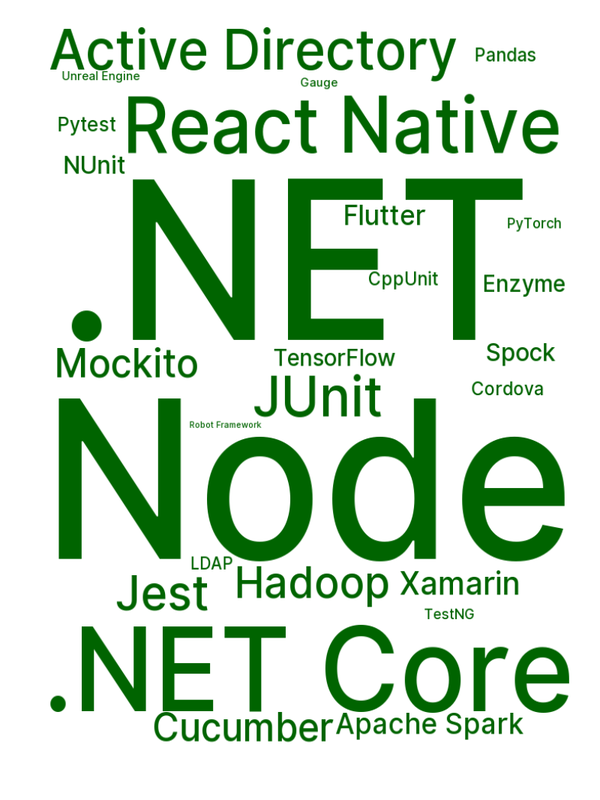 Active Directory
Pandas
Unreal Engine
Gauge
React Native
Pytest
NUnit
.NET
Flutter
PyTorch
CppUnit
Enzyme
Mockito
TensorFlow
Spock
JUnit
Cordova
Robot Framework
Node
LDAP
Jest
Hadoop
Xamarin
TestNG
.NET Core
Cucumber
Apache Spark